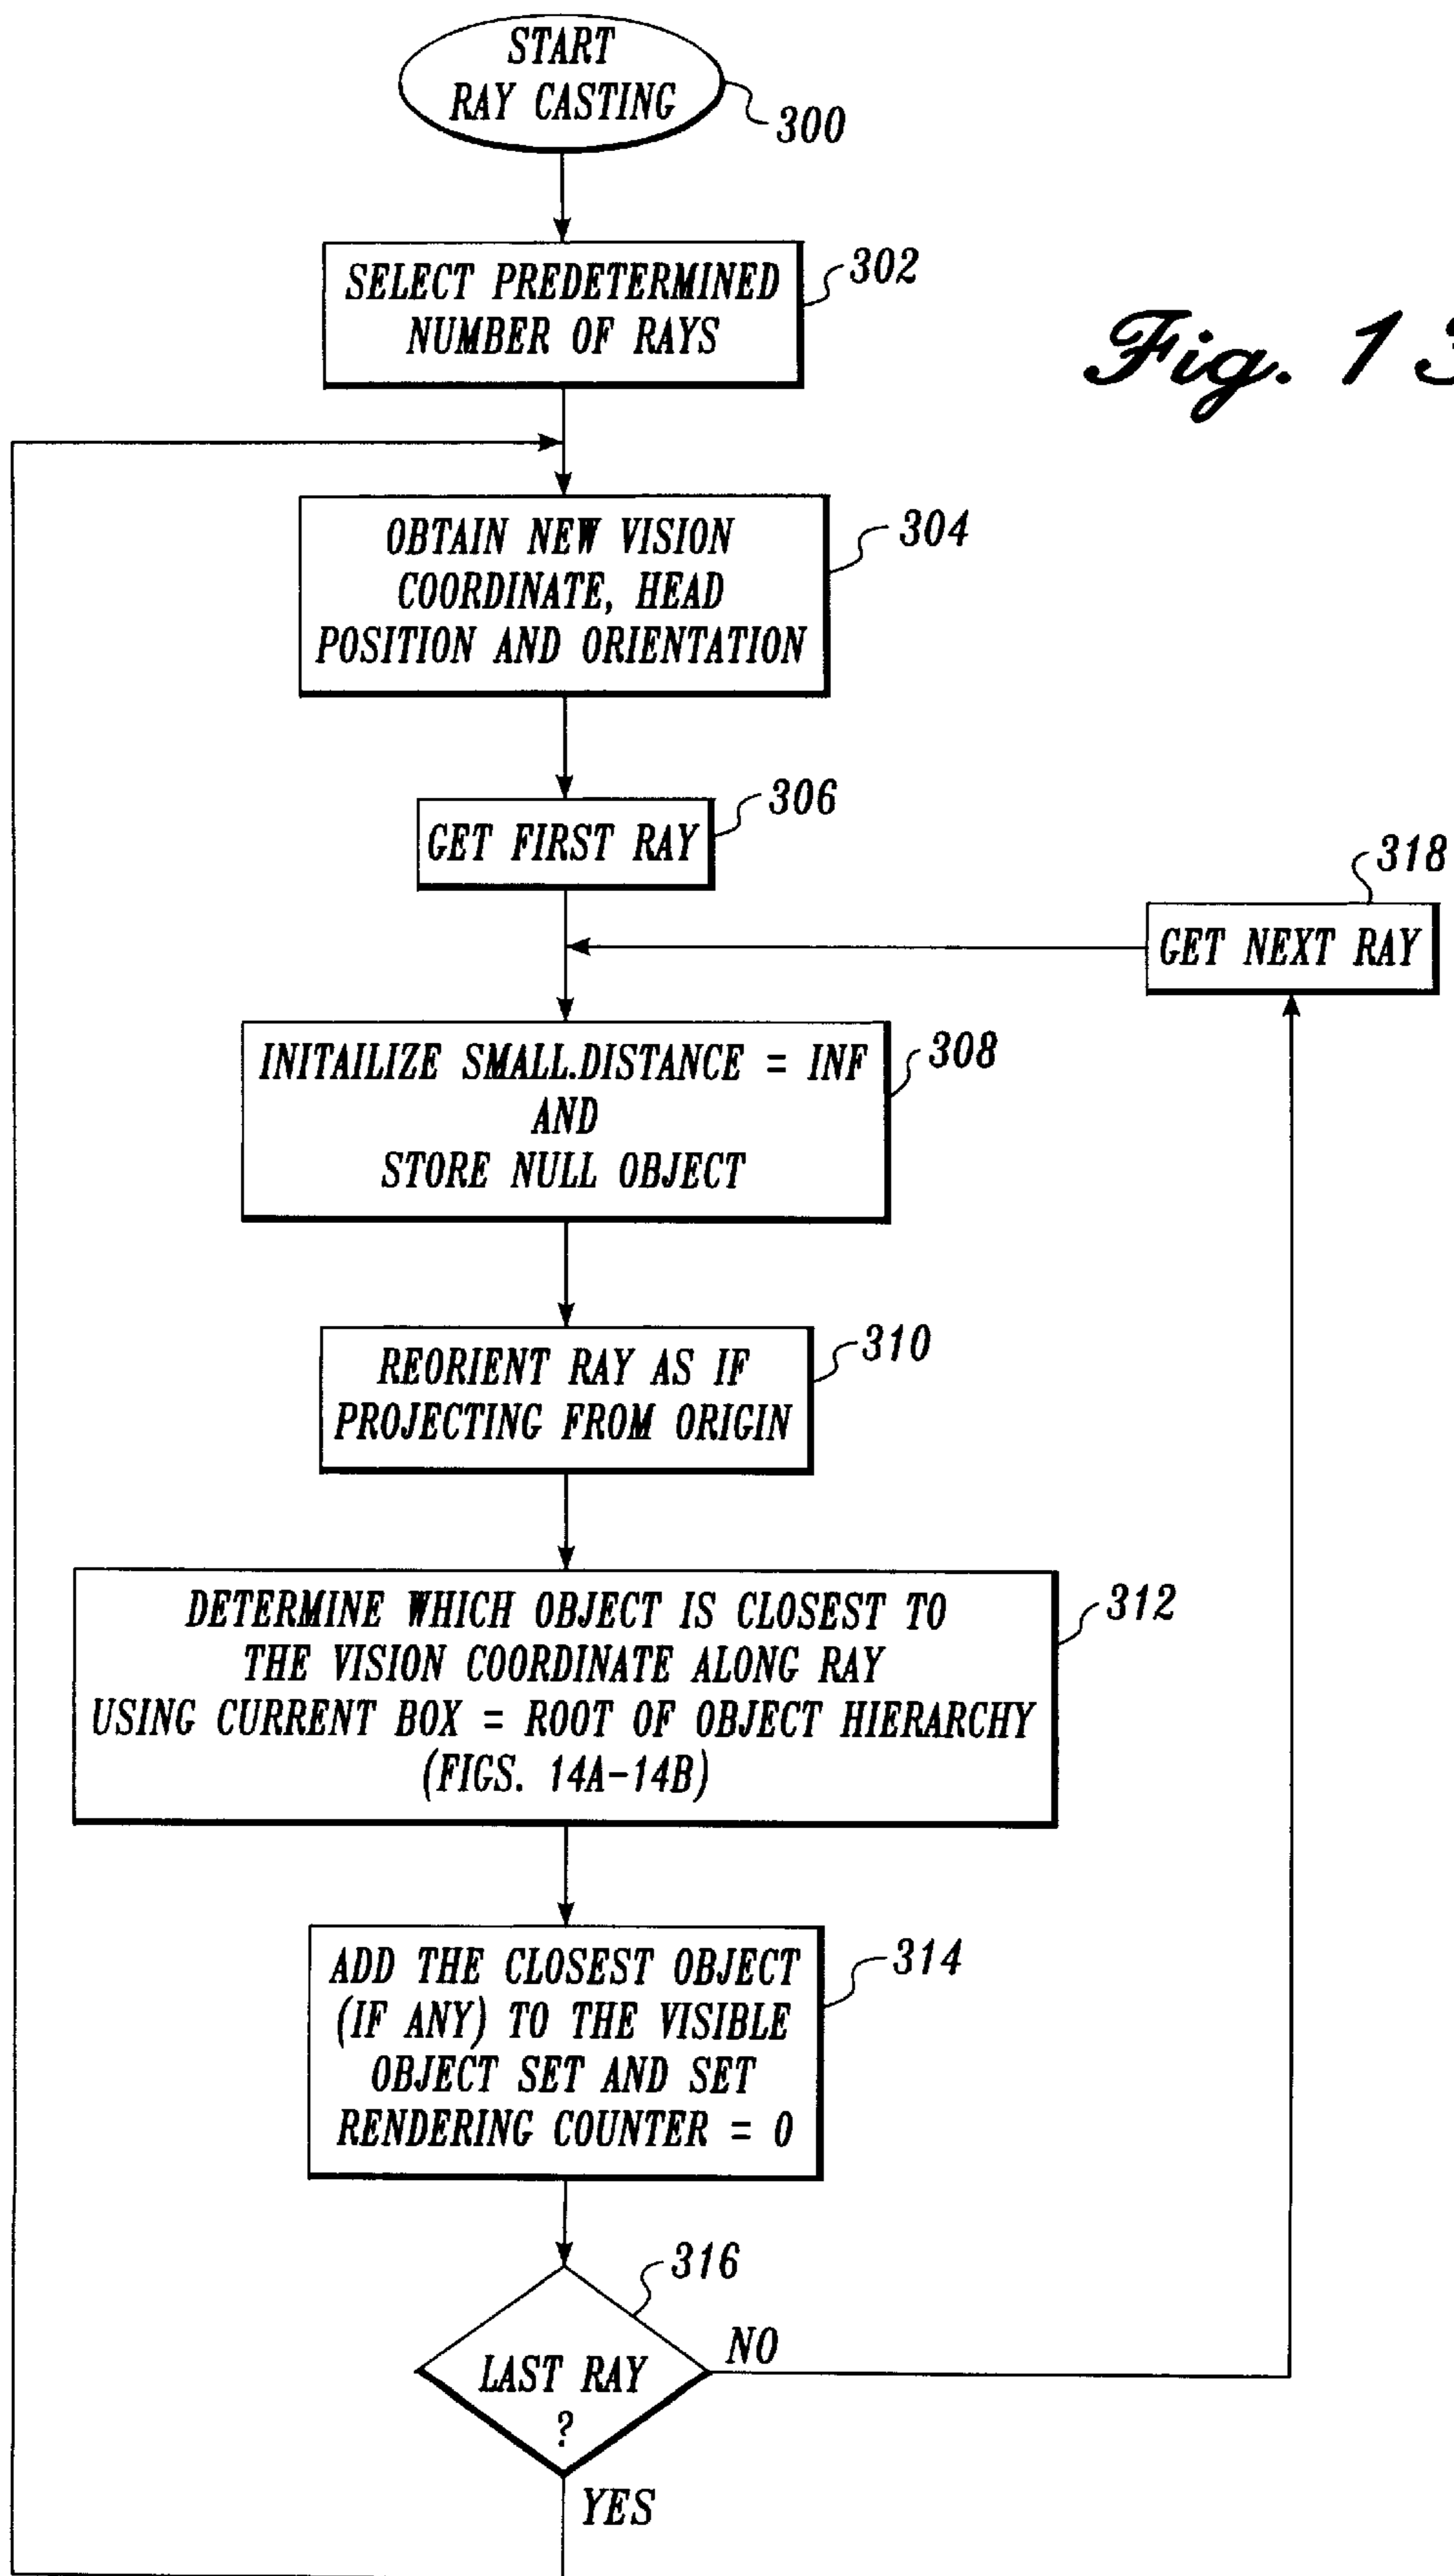 START
RAY CASTING
300
SELECT PREDETERMINED
NUMBER OF RAYS
302
Fig. 13
OBTAIN NEW VISION
COORDINATE, HEAD
POSITION AND ORIENTATION
304
GET FIRST RAY
306
318
GET NEXT RAY
INITAILIZE SMALL.DISTANCE = INF
AND
STORE NULL OBJECT
308
REORIENT RAY AS IF
PROJECTING FROM ORIGIN
310
DETERMINE WHICH OBJECT IS CLOSEST TO
THE VISION COORDINATE ALONG RAY
USING CURRENT BOX = ROOT OF OBJECT HIERARCHY
(FIGS. 14A-14B)
312
ADD THE CLOSEST OBJECT
(IF ANY) TO THE VISIBLE
OBJECT SET AND SET
RENDERING COUNTER = 0
314
316
LAST RAY
?
NO
YES